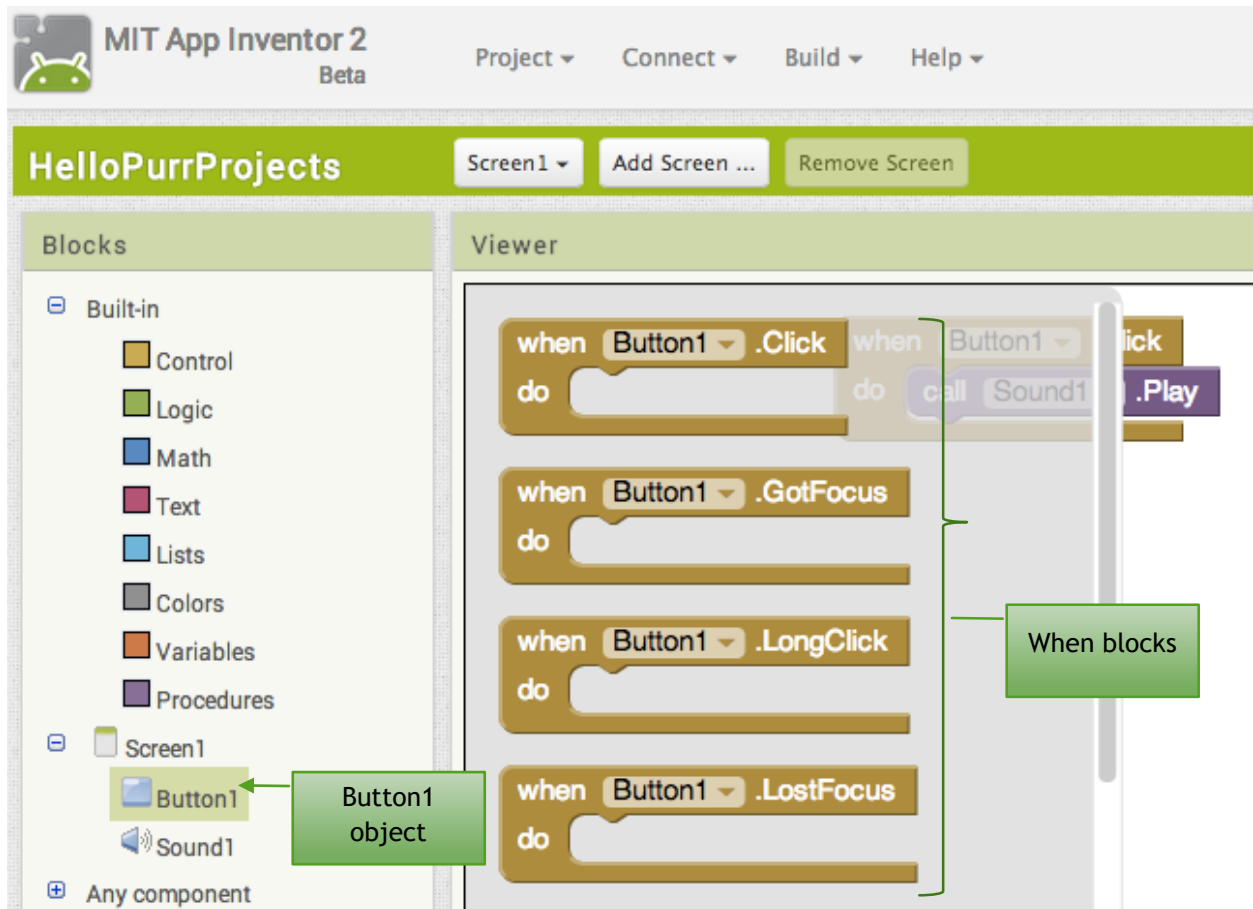 MIT App Inventor 2
Beta
Project Connect Build Help
HelloPurrProjects
Screen1 Add Screen ... Remove Screen
Blocks
Built-in
Control
Logic
Math
Text
Lists
Colors
Variables
Procedures
Screen1
Button1
Sound1
Any component
Button1
object
Viewer
when Button1 .Click
do
when Button1 .GotFocus
do
when Button1 .LongClick
do
when Button1 .LostFocus
do
when Button1 lick
do call Sound1 .Play
When blocks